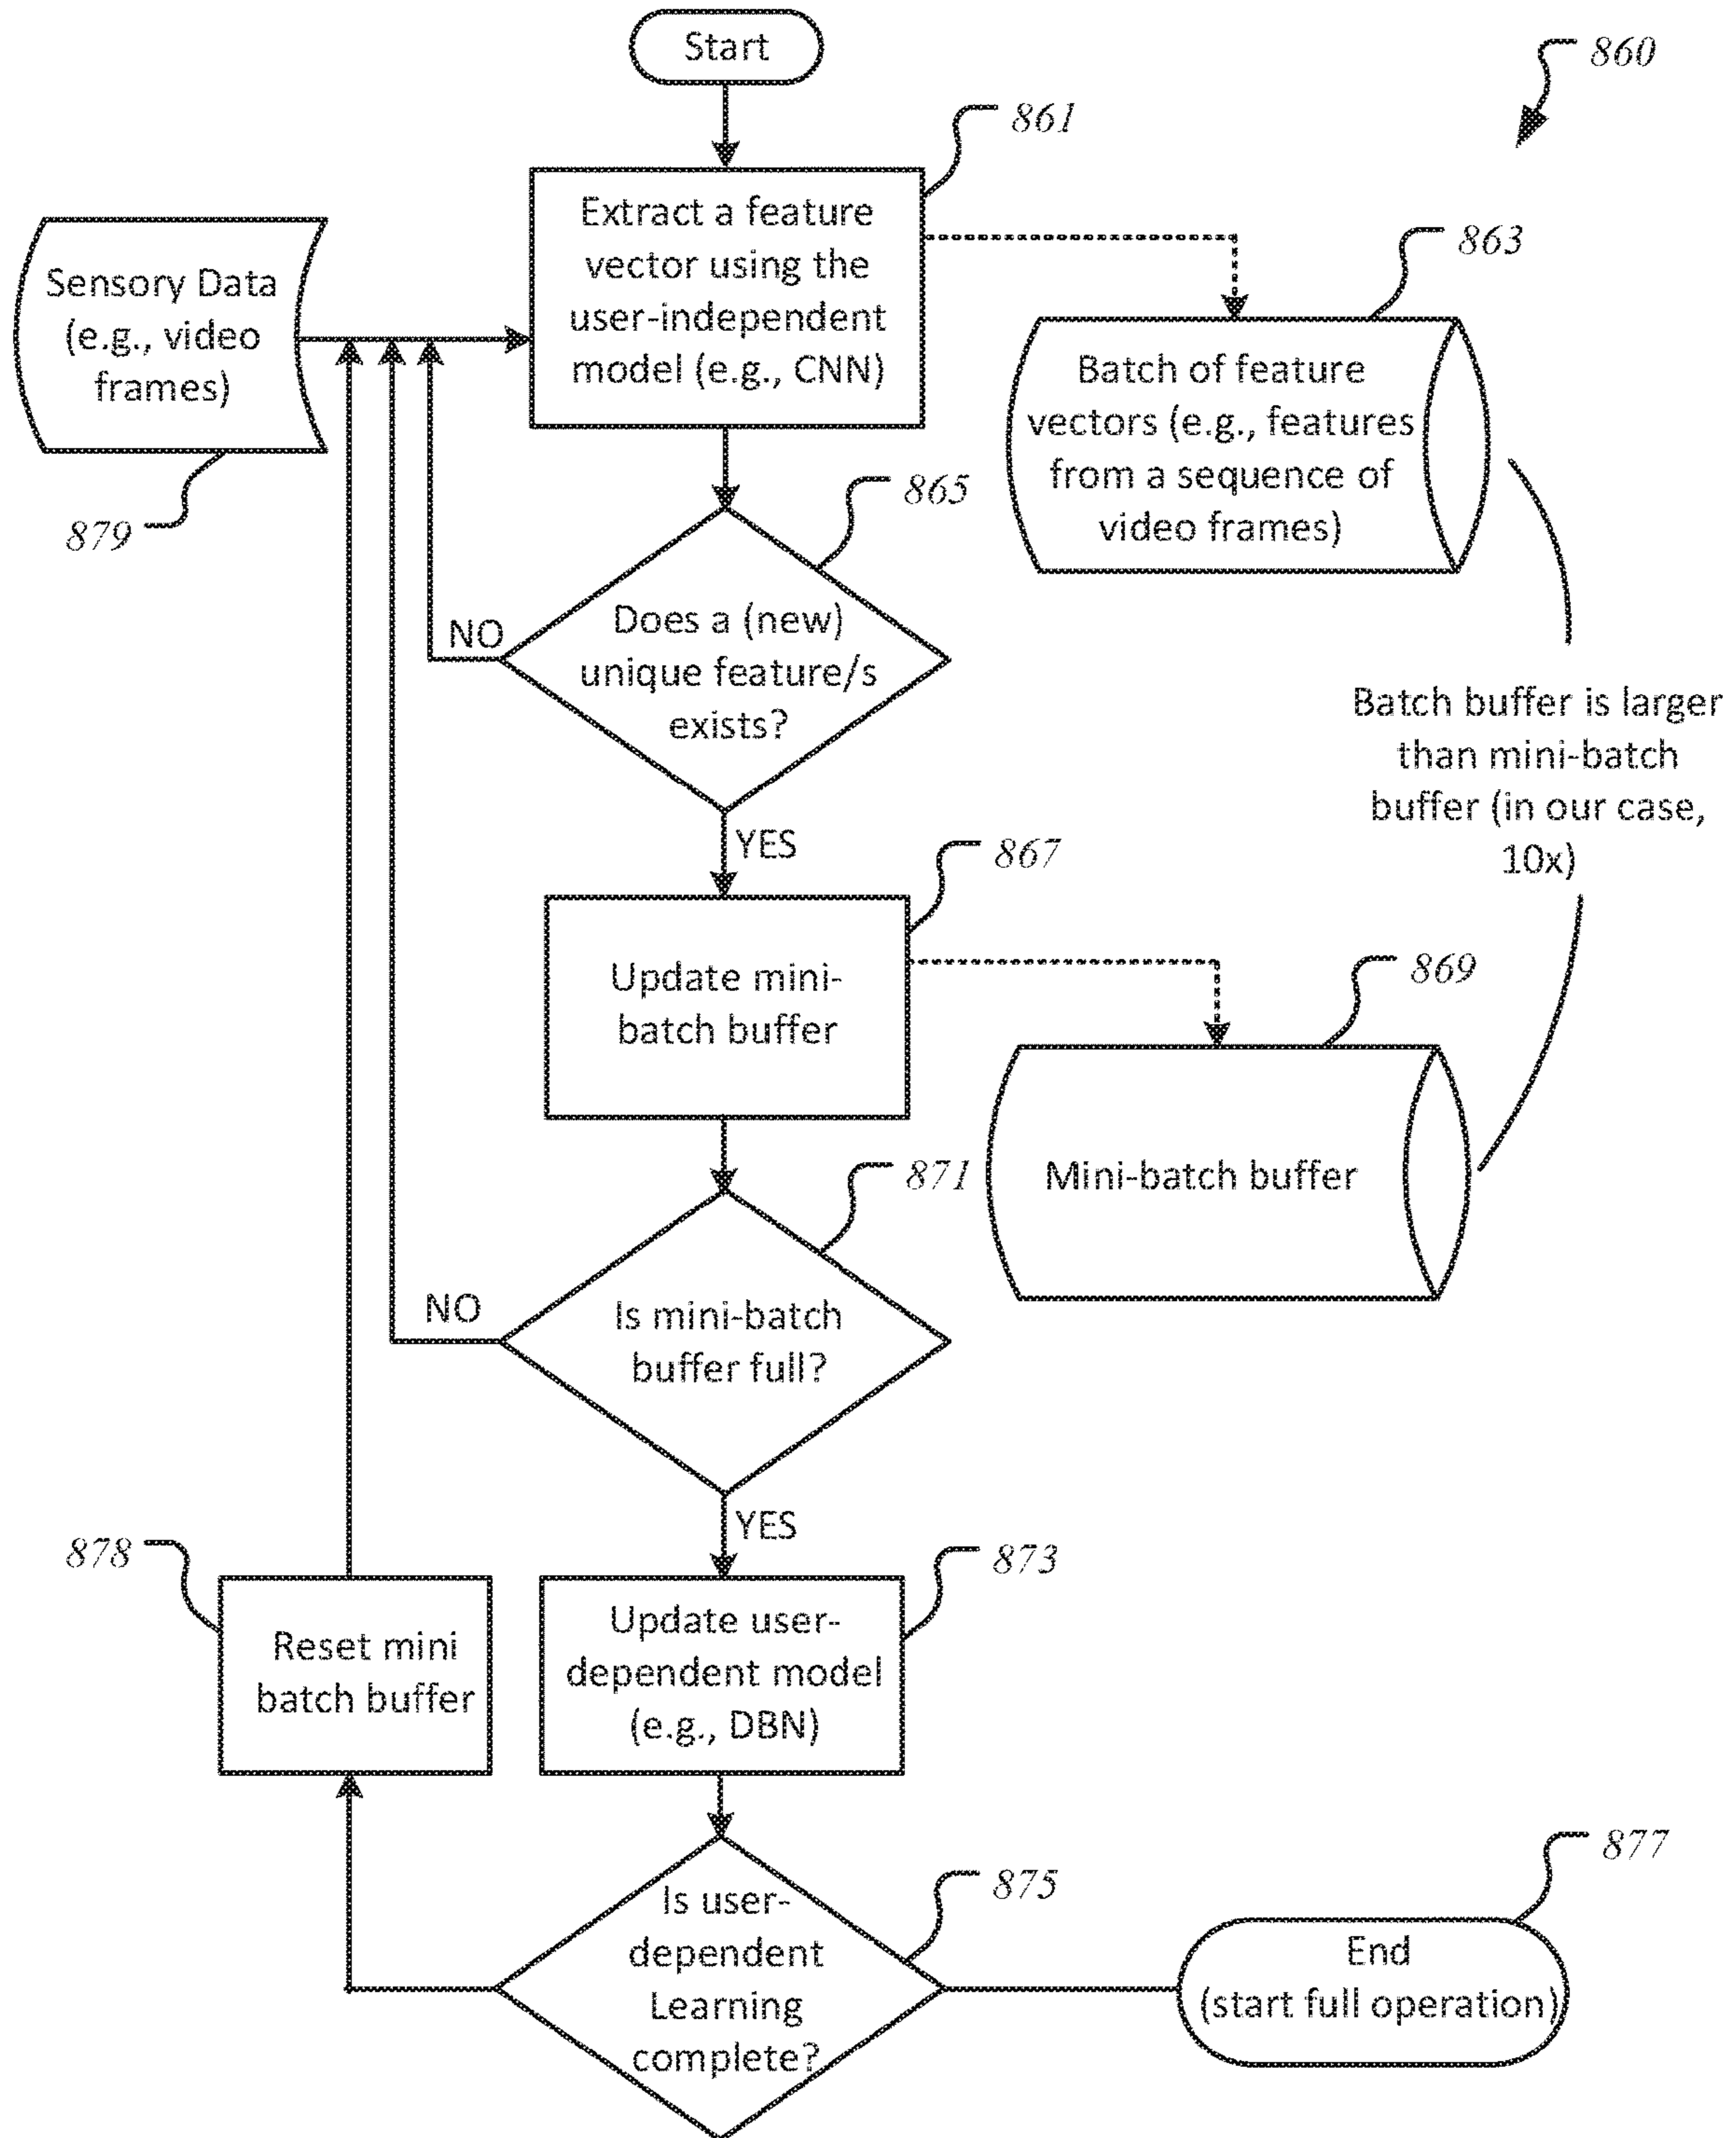 Start
860
861
Extract a feature
vector using the
user-independent
model (e.g., CNN)
Sensory Data
(e.g., video
frames)
879
863
Batch of feature
vectors (e.g., features
from a sequence of
video frames)
865
Does a (new)
unique feature/s
exists?
NO
YES
Batch buffer is larger
than mini-batch
buffer (in our case,
10x)
867
Update mini-
batch buffer
869
Mini-batch buffer
871
Is mini-batch
buffer full?
NO
YES
873
Update user-
dependent model
(e.g., DBN)
878
Reset mini
batch buffer
875
Is user-
dependent
Learning
complete?
877
End
(start full operation)